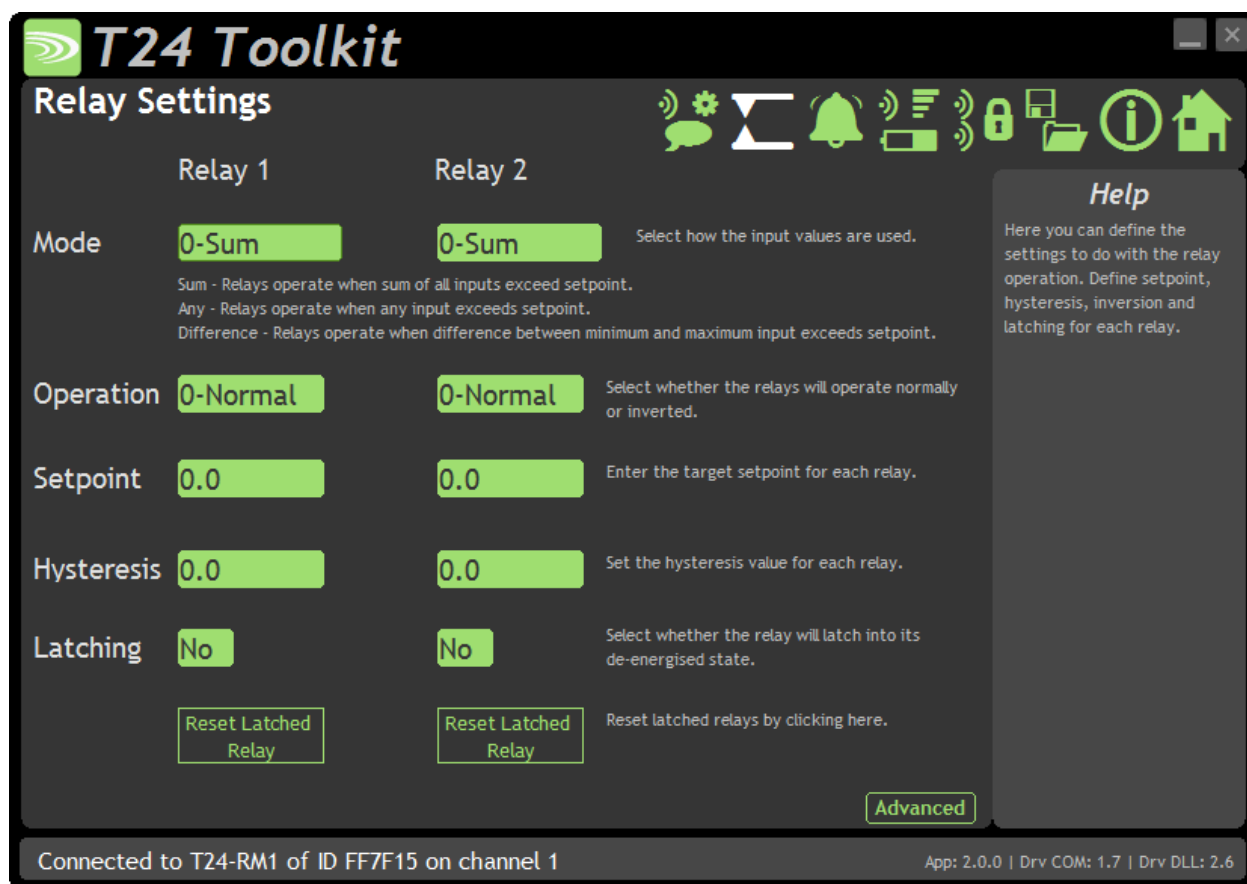 T24 Toolkit
Relay Settings
Relay 1 Relay 2
Mode 0-Sum 0-Sum Select how the input values are used.
Sum - Relays operate when sum of all inputs exceed setpoint.
Any - Relays operate when any input exceeds setpoint.
Difference - Relays operate when difference between minimum and maximum input exceeds setpoint.
Operation 0-Normal 0-Normal Select whether the relays will operate normally
or inverted.
Setpoint 0.0 0.0 Enter the target setpoint for each relay.
Hysteresis 0.0 0.0 Set the hysteresis value for each relay.
Latching No No Select whether the relay will latch into its
de-energised state.
Reset Latched
Relay
Reset Latched
Relay
Reset latched relays by clicking here.
Advanced
Help
Here you can define the
settings to do with the relay
operation. Define setpoint,
hysteresis, inversion and
latching for each relay.
Connected to T24-RM1 of ID FF7F15 on channel 1
App: 2.0.0 | Drv COM: 1.7 | Drv DLL: 2.6